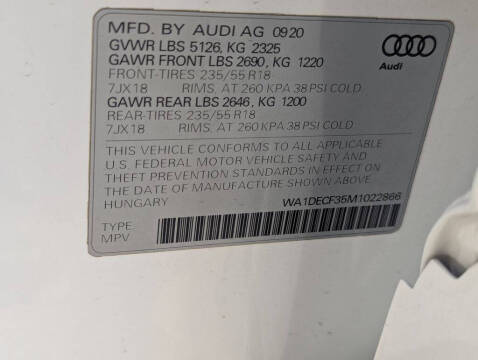 MFD. BY AUDI AG 0920
GVWR LBS 5126, KG 2325
GAWR FRONT LBS 2690, KG 1220
FRONT-TIRES 235/55 R18
7JX18 RIMS, AT 260 KPA 38 PSI COLD
GAWR REAR LBS 2646, KG 1200
REAR-TIRES 235/55 R18
7JX18 RIMS, AT 260 KPA 38 PSI COLD
Audi
THIS VEHICLE CONFORMS TO ALL APPLICABLE
U.S. FEDERAL MOTOR VEHICLE SAFETY AND
THEFT PREVENTION STANDARDS IN EFFECT ON
THE DATE OF MANUFACTURE SHOWN ABOVE.
HUNGARY
WA1DECF35M1022866
TYPE:
MPV